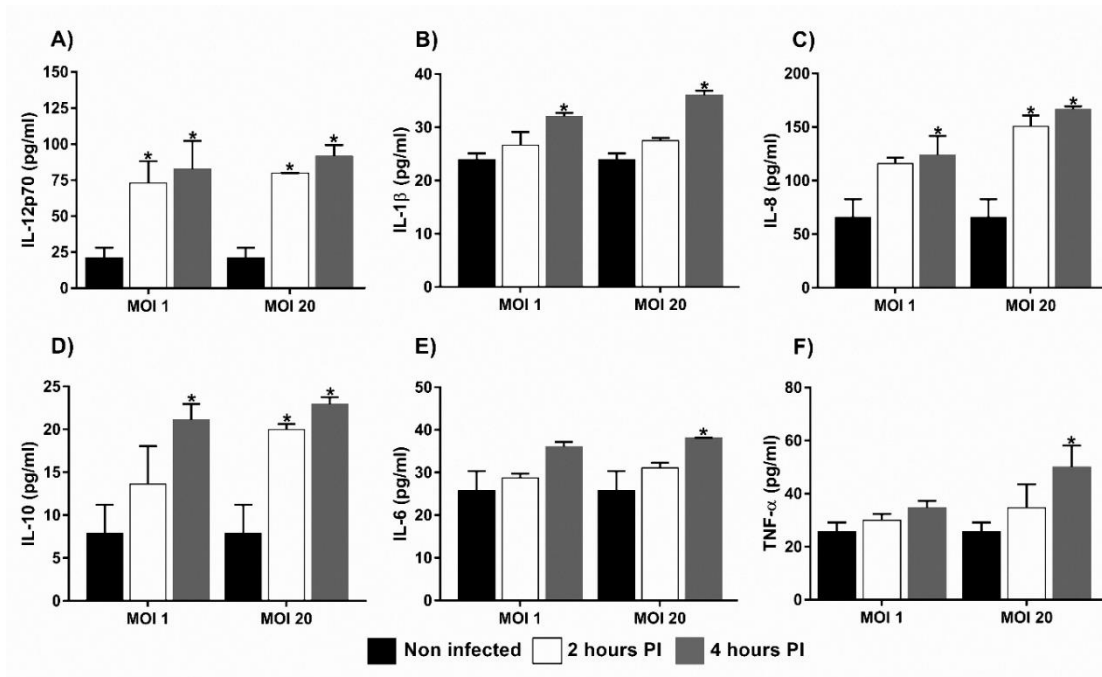 A)
IL-12p70 (pg/ml)
150
125
100
75
50
25
0
* * * *
MOI 1 MOI 20
B)
IL-1β (pg/ml)
40
30
20
10
0
* *
MOI 1 MOI 20
C)
IL-8 (pg/ml)
200
150
100
50
0
* * *
MOI 1 MOI 20
D)
IL-10 (pg/ml)
25
20
15
10
5
0
* * *
MOI 1 MOI 20
E)
IL-6 (pg/ml)
50
40
30
20
10
0
*
MOI 1 MOI 20
F)
TNF-α (pg/ml)
80
60
40
20
0
*
MOI 1 MOI 20
Non infected 2 hours PI 4 hours PI